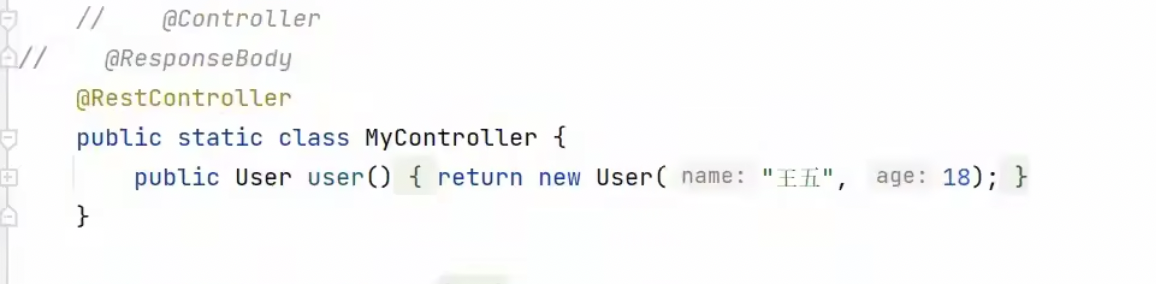 //    @Controller
//    @ResponseBody
@RestController
public static class MyController {
public User user() { return new User( name: "王五", age: 18); }
}